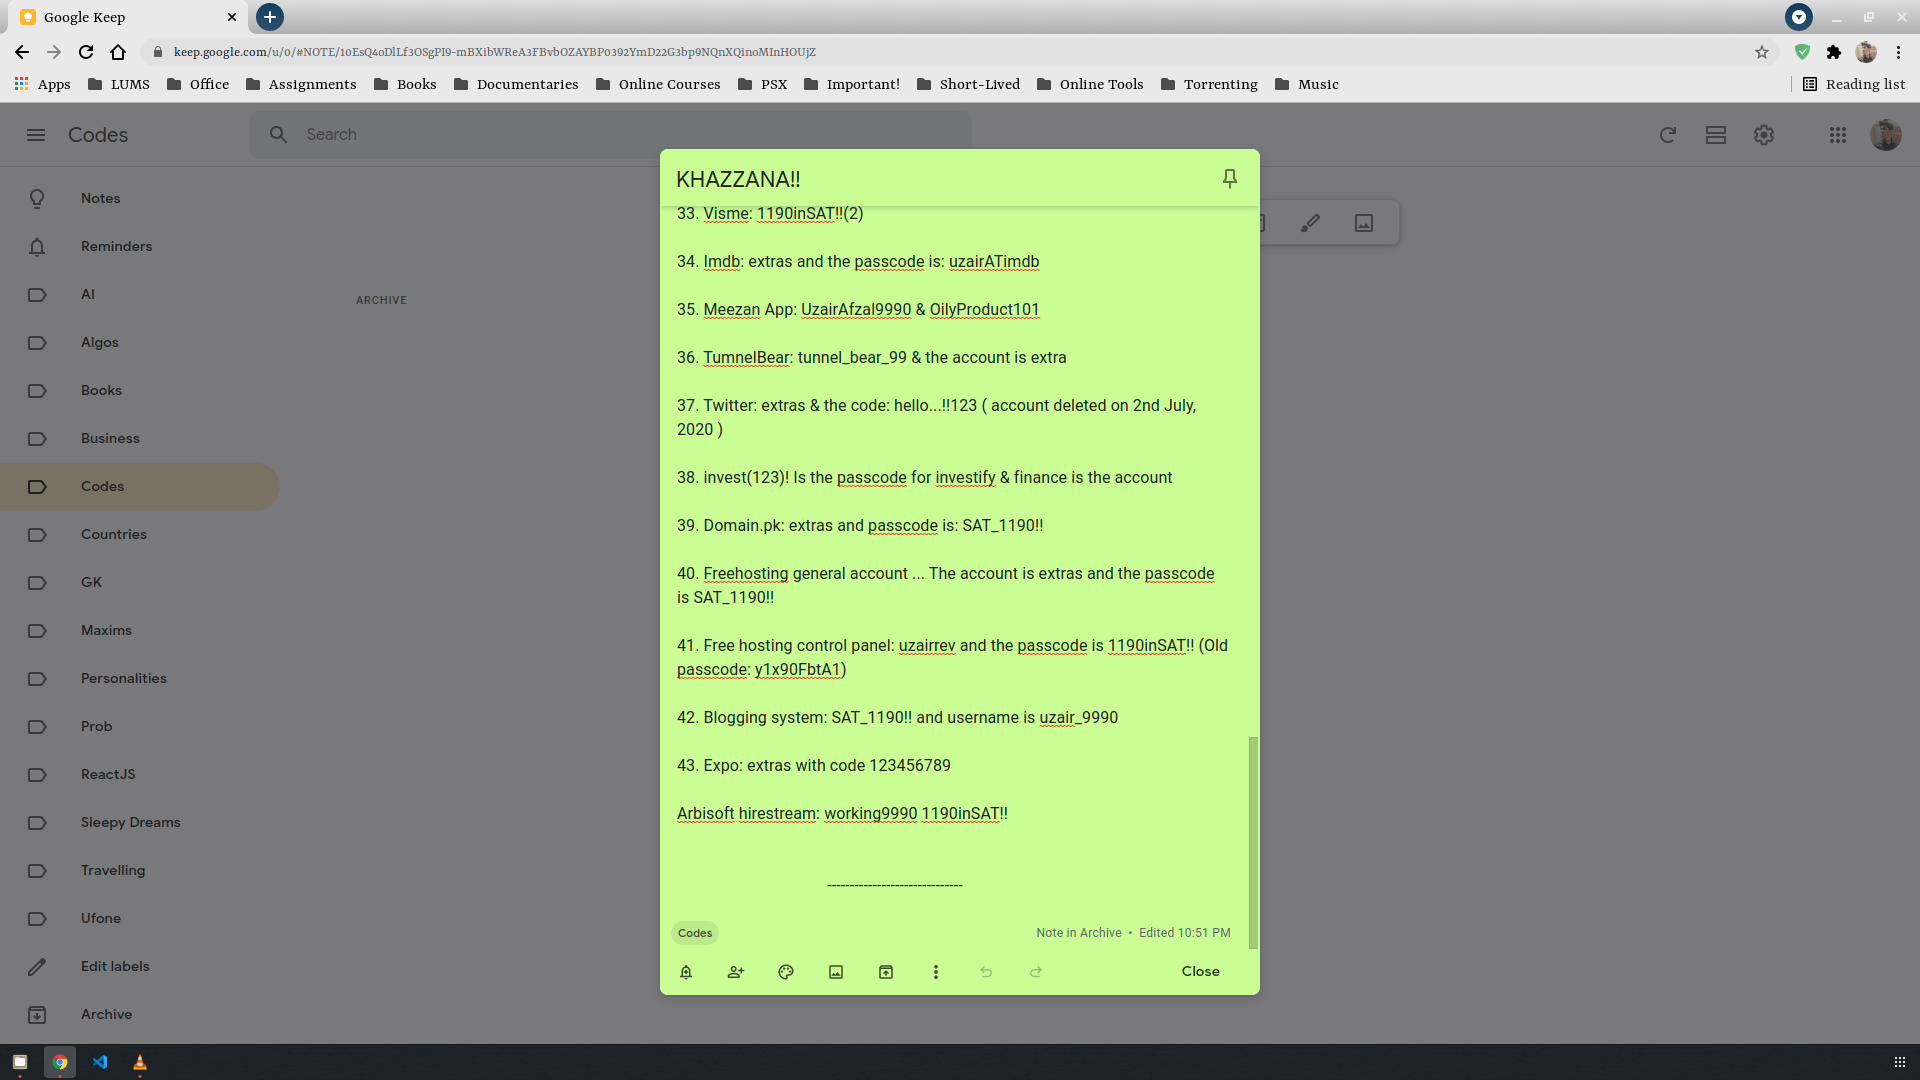 Google Keep
keep.google.com/u/0/#NOTE/10EsQ4oDlLf3OSgPI9-mBXibWReA3FBvbOZAYBP0392YmD22G3bp9NQnXQinoMInHOUjZ
Apps LUMS Office Assignments Books Documentaries Online Courses PSX Important! Short-Lived Online Tools Torrenting Music Reading list
Codes
Search
Notes
Reminders
AI
Algos
Books
Business
Codes
Countries
GK
Maxims
Personalities
Prob
ReactJS
Sleepy Dreams
Travelling
Ufone
Edit labels
Archive
ARCHIVE
KHAZZANA!!
33. Visme: 1190inSAT!!(2)
34. Imdb: extras and the passcode is: uzairATimdb
35. Meezan App: UzairAfzal9990 & OilyProduct101
36. TumnelBear: tunnel_bear_99 & the account is extra
37. Twitter: extras & the code: hello...!!123 ( account deleted on 2nd July,
2020 )
38. invest(123)! Is the passcode for investify & finance is the account
39. Domain.pk: extras and passcode is: SAT_1190!!
40. Freehosting general account ... The account is extras and the passcode
is SAT_1190!!
41. Free hosting control panel: uzairrev and the passcode is 1190inSAT!! (Old
passcode: y1x90FbtA1)
42. Blogging system: SAT_1190!! and username is uzair_9990
43. Expo: extras with code 123456789
Arbisoft hirestream: working9990 1190inSAT!!
------------------------------
Codes
Note in Archive • Edited 10:51 PM
Close